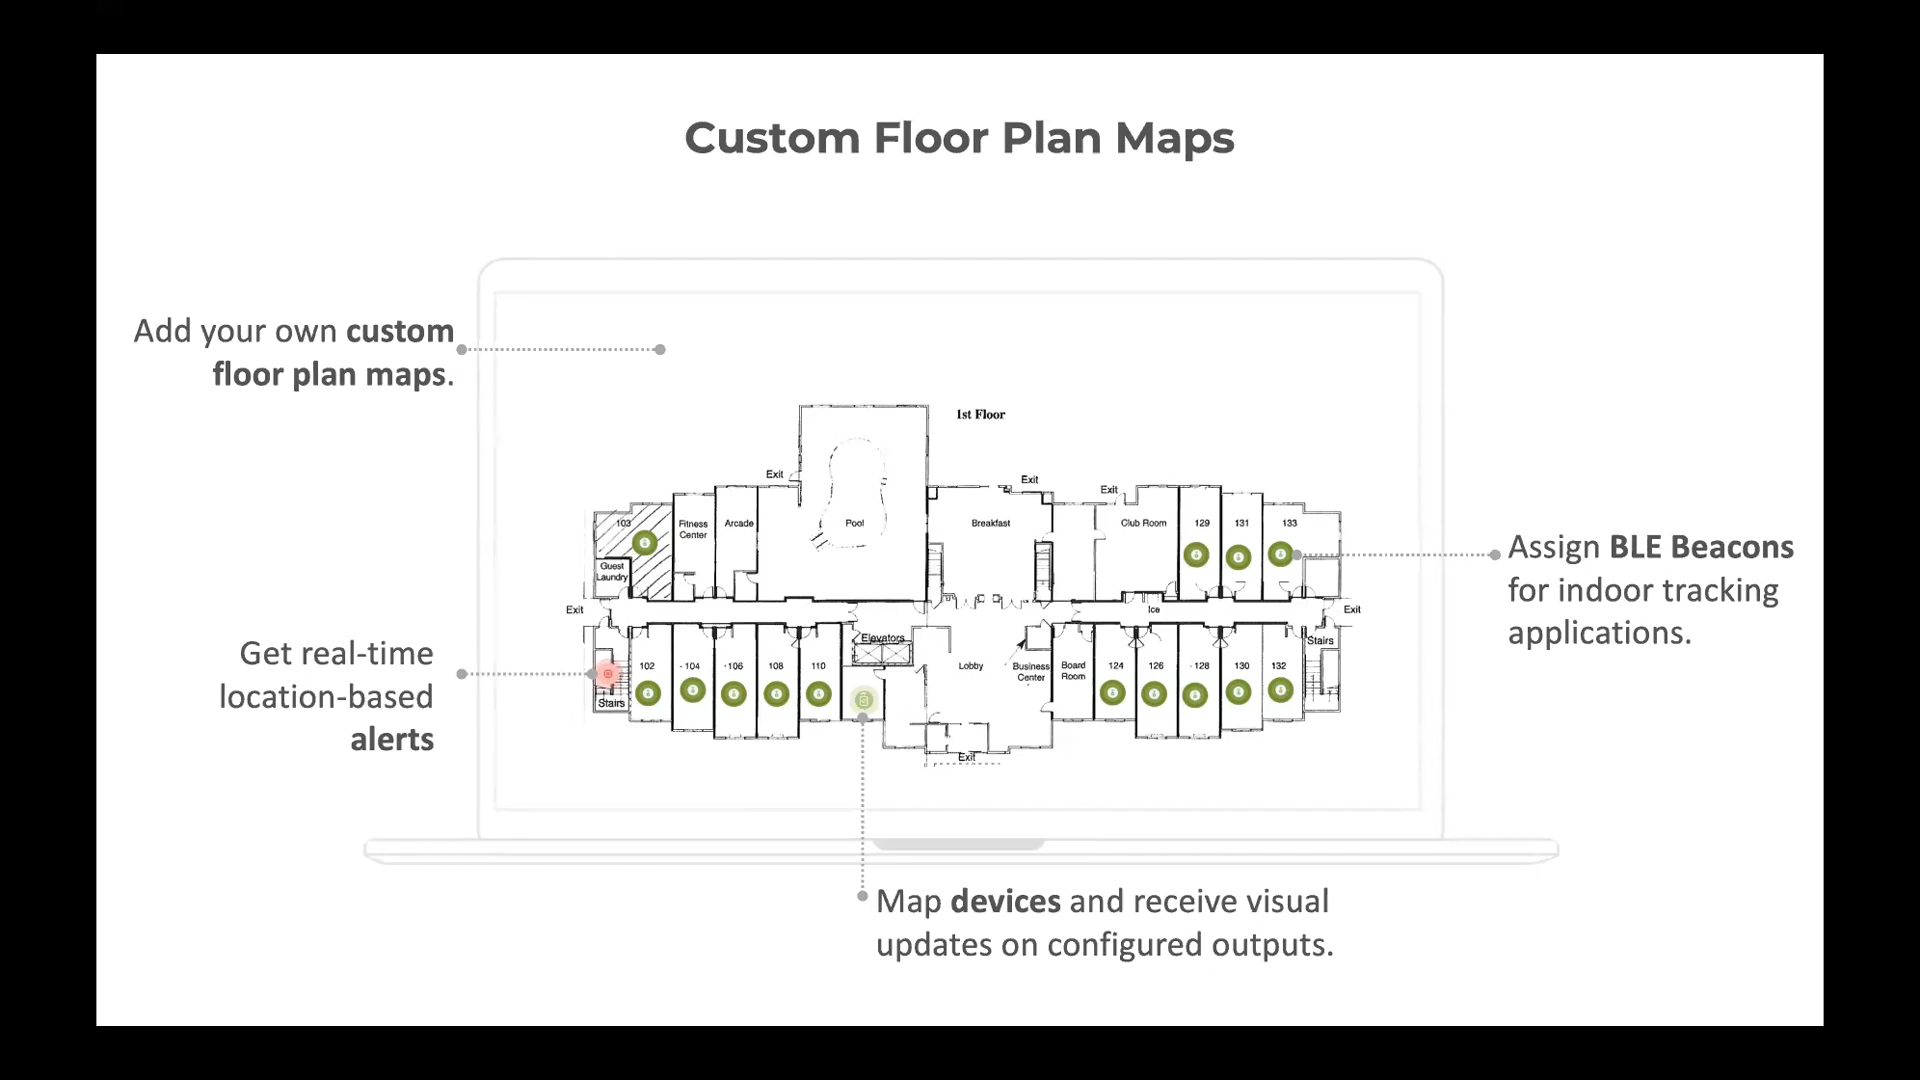 Custom Floor Plan Maps
Add your own custom
floor plan maps.
1st Floor
Exit
Exit
Exit
103
Fitness
Center
Arcade
Pool
Breakfast
Club Room
129
131
133
Guest
Laundry
Exit
Ice
Exit
Assign BLE Beacons
for indoor tracking
applications.
Get real-time
location-based
alerts
Stairs
102
104
106
108
110
Elevators
Lobby
Business
Center
Board
Room
124
126
128
130
132
Stairs
Exit
Map devices and receive visual
updates on configured outputs.